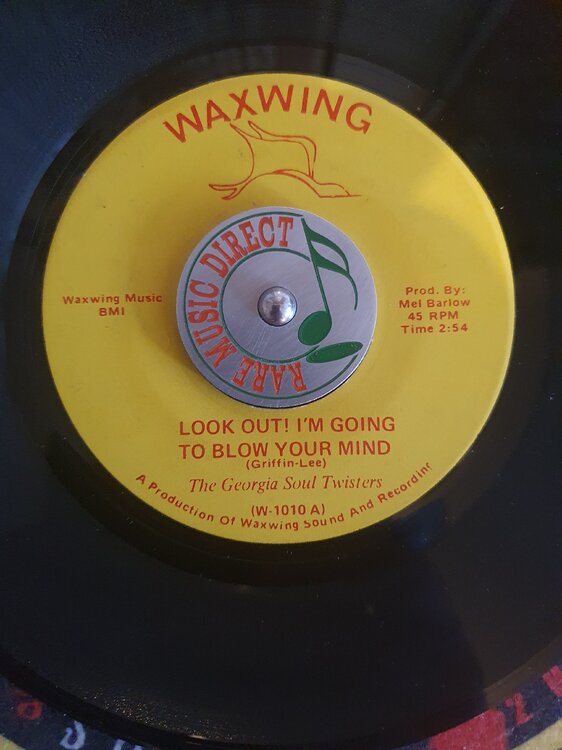 WAXWING
RARE MUSIC DIRECT
Waxwing Music
BMI
Prod. By:
Mel Barlow
45 RPM
Time 2:54
LOOK OUT! I'M GOING
TO BLOW YOUR MIND
(Griffin-Lee)
The Georgia Soul Twisters
(W-1010 A)
A Production Of Waxwing Sound And Recording